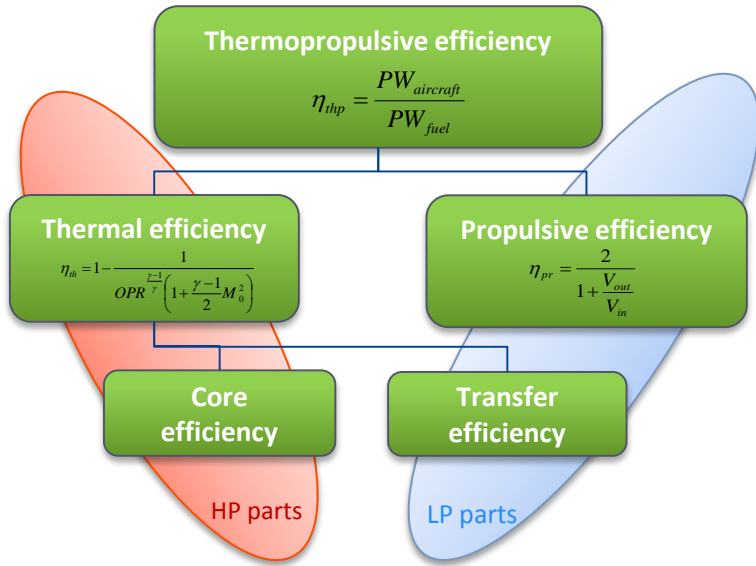 Thermopropulsive efficiency
η_thp = PW_aircraft / PW_fuel
Thermal efficiency
η_th = 1 − 1 / (OPR^((γ−1)/γ) (1 + (γ−1)/2 M_0^2))
Propulsive efficiency
η_pr = 2 / (1 + V_out / V_in)
Core
efficiency
Transfer
efficiency
HP parts
LP parts